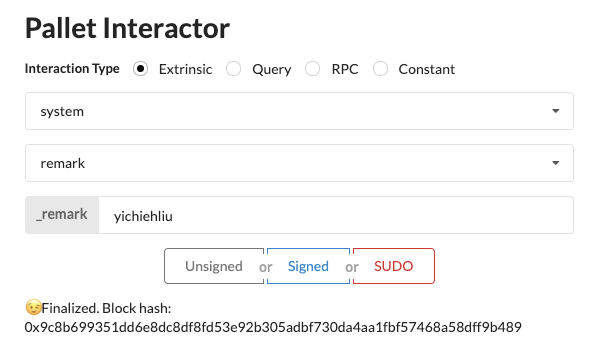 Pallet Interactor
Interaction Type Extrinsic Query RPC Constant
system
remark
_remark yichiehliu
Unsigned or Signed or SUDO
😉Finalized. Block hash:
0x9c8b699351dd6e8dc8df8fd53e92b305adbf730da4aa1fbf57468a58dff9b489